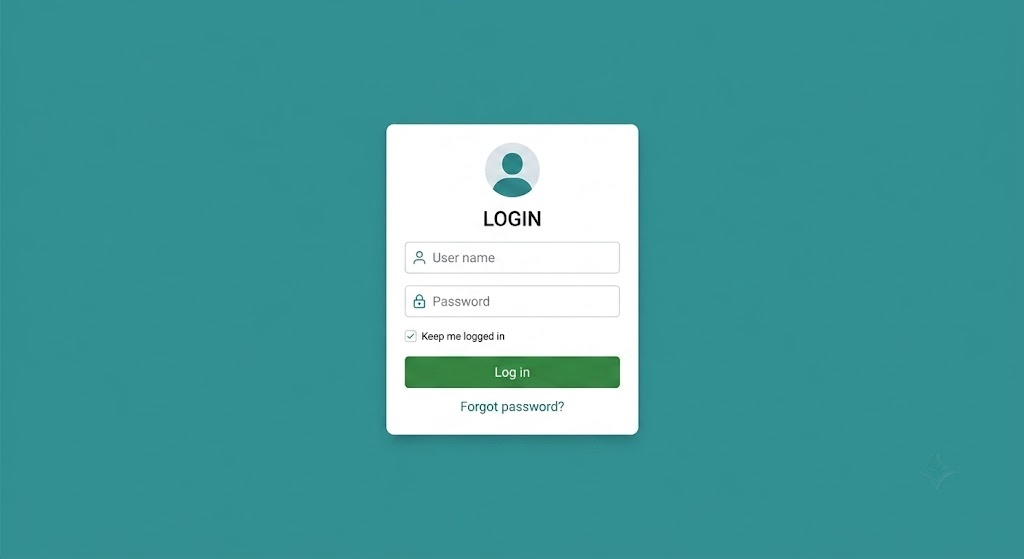 LOGIN
User name
Password
Keep me logged in
Log in
Forgot password?